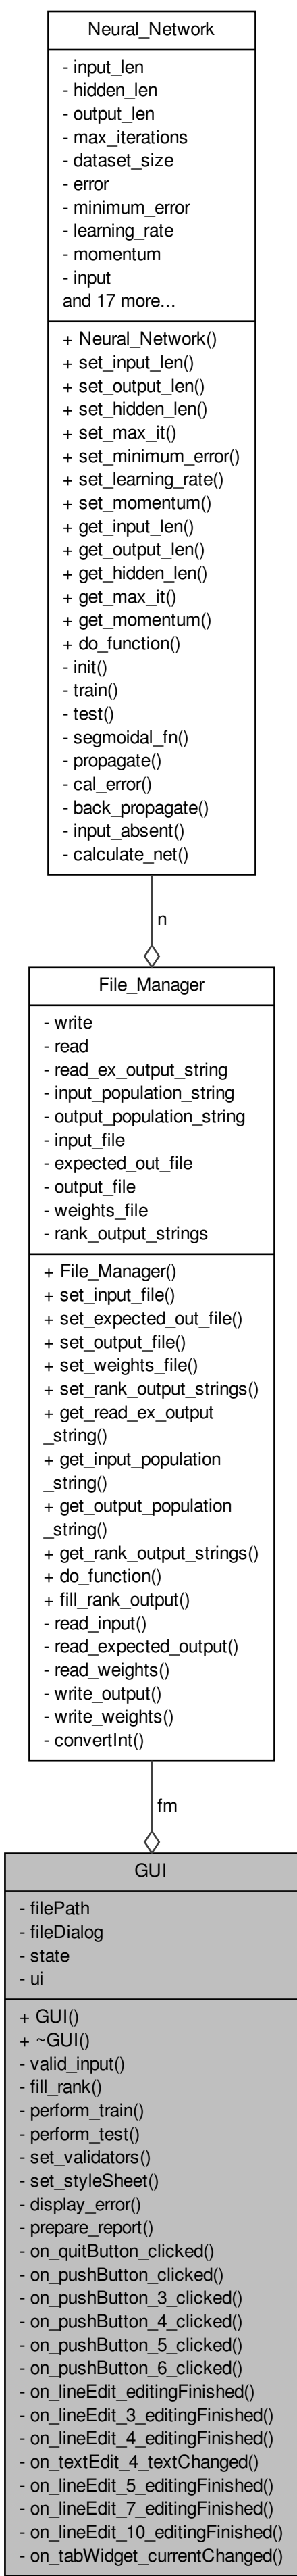 Neural_Network
- input_len
- hidden_len
- output_len
- max_iterations
- dataset_size
- error
- minimum_error
- learning_rate
- momentum
- input
and 17 more...
+ Neural_Network()
+ set_input_len()
+ set_output_len()
+ set_hidden_len()
+ set_max_it()
+ set_minimum_error()
+ set_learning_rate()
+ set_momentum()
+ get_input_len()
+ get_output_len()
+ get_hidden_len()
+ get_max_it()
+ get_momentum()
+ do_function()
- init()
- train()
- test()
- segmoidal_fn()
- propagate()
- cal_error()
- back_propagate()
- input_absent()
- calculate_net()
n
File_Manager
- write
- read
- read_ex_output_string
- input_population_string
- output_population_string
- input_file
- expected_out_file
- output_file
- weights_file
- rank_output_strings
+ File_Manager()
+ set_input_file()
+ set_expected_out_file()
+ set_output_file()
+ set_weights_file()
+ set_rank_output_strings()
+ get_read_ex_output
_string()
+ get_input_population
_string()
+ get_output_population
_string()
+ get_rank_output_strings()
+ do_function()
+ fill_rank_output()
- read_input()
- read_expected_output()
- read_weights()
- write_output()
- write_weights()
- convertInt()
fm
GUI
- filePath
- fileDialog
- state
- ui
+ GUI()
+ ~GUI()
- valid_input()
- fill_rank()
- perform_train()
- perform_test()
- set_validators()
- set_styleSheet()
- display_error()
- prepare_report()
- on_quitButton_clicked()
- on_pushButton_clicked()
- on_pushButton_3_clicked()
- on_pushButton_4_clicked()
- on_pushButton_5_clicked()
- on_pushButton_6_clicked()
- on_lineEdit_editingFinished()
- on_lineEdit_3_editingFinished()
- on_lineEdit_4_editingFinished()
- on_textEdit_4_textChanged()
- on_lineEdit_5_editingFinished()
- on_lineEdit_7_editingFinished()
- on_lineEdit_10_editingFinished()
- on_tabWidget_currentChanged()